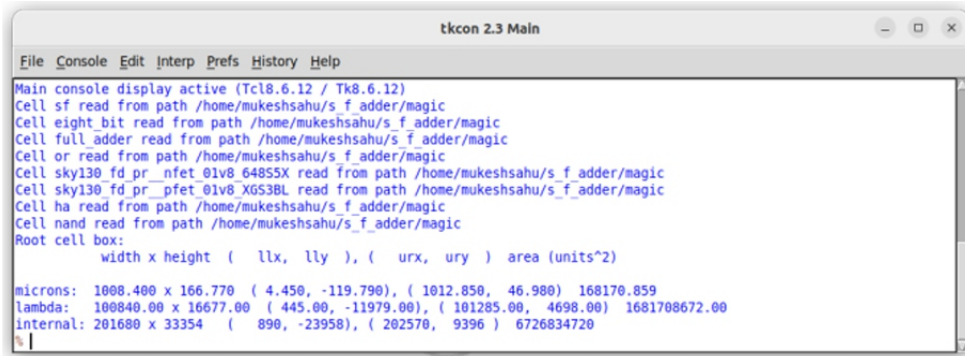 tkcon 2.3 Main
File Console Edit Interp Prefs History Help
Main console display active (Tcl8.6.12 / Tk8.6.12)
Cell sf read from path /home/mukeshsahu/s_f_adder/magic
Cell eight_bit read from path /home/mukeshsahu/s_f_adder/magic
Cell full_adder read from path /home/mukeshsahu/s_f_adder/magic
Cell or read from path /home/mukeshsahu/s_f_adder/magic
Cell sky130_fd_pr__nfet_01v8_648S5X read from path /home/mukeshsahu/s_f_adder/magic
Cell sky130_fd_pr__pfet_01v8_XGS3BL read from path /home/mukeshsahu/s_f_adder/magic
Cell ha read from path /home/mukeshsahu/s_f_adder/magic
Cell nand read from path /home/mukeshsahu/s_f_adder/magic
Root cell box:
width x height ( llx, lly ), ( urx, ury ) area (units^2)
microns: 1008.400 x 166.770 ( 4.450, -119.790), ( 1012.850, 46.980) 168170.859
lambda: 100840.00 x 16677.00 ( 445.00, -11979.00), ( 101285.00, 4698.00) 1681708672.00
internal: 201680 x 33354 ( 890, -23958), ( 202570, 9396 ) 6726834720
%